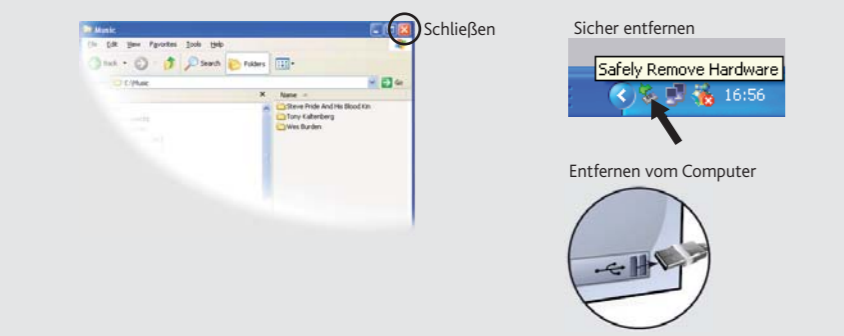 Music
Schließen
File Edit View Favorites Tools Help
Back Search Folders
C:\Music Go
X Name
Steve Pride And His Blood Kin
Tony Kaltenberg
Wes Burden
Sicher entfernen
Safely Remove Hardware
16:56
Entfernen vom Computer